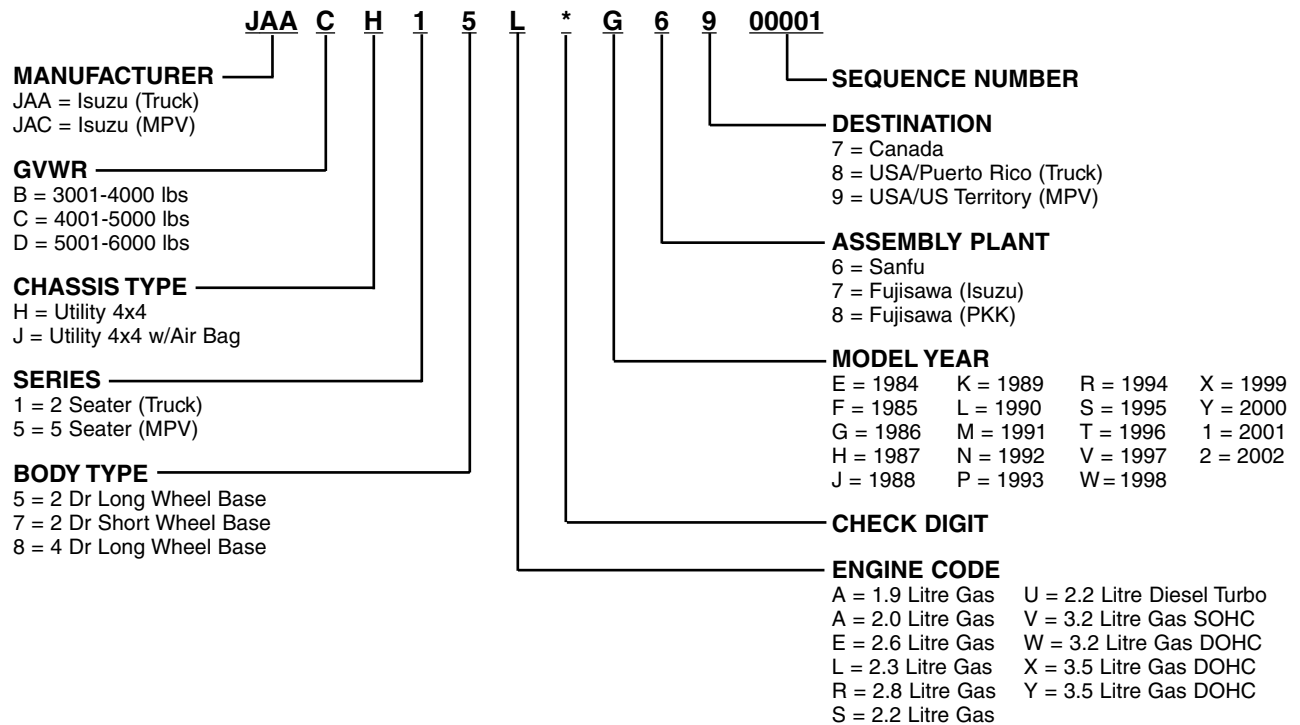 JAA C H 1 5 L * G 6 9 00001
MANUFACTURER
JAA = Isuzu (Truck)
JAC = Isuzu (MPV)
GVWR
B = 3001-4000 lbs
C = 4001-5000 lbs
D = 5001-6000 lbs
CHASSIS TYPE
H = Utility 4x4
J = Utility 4x4 w/Air Bag
SERIES
1 = 2 Seater (Truck)
5 = 5 Seater (MPV)
BODY TYPE
5 = 2 Dr Long Wheel Base
7 = 2 Dr Short Wheel Base
8 = 4 Dr Long Wheel Base
SEQUENCE NUMBER
DESTINATION
7 = Canada
8 = USA/Puerto Rico (Truck)
9 = USA/US Territory (MPV)
ASSEMBLY PLANT
6 = Sanfu
7 = Fujisawa (Isuzu)
8 = Fujisawa (PKK)
MODEL YEAR
E = 1984 K = 1989 R = 1994 X = 1999
F = 1985 L = 1990 S = 1995 Y = 2000
G = 1986 M = 1991 T = 1996 1 = 2001
H = 1987 N = 1992 V = 1997 2 = 2002
J = 1988 P = 1993 W = 1998
CHECK DIGIT
ENGINE CODE
A = 1.9 Litre Gas U = 2.2 Litre Diesel Turbo
A = 2.0 Litre Gas V = 3.2 Litre Gas SOHC
E = 2.6 Litre Gas W = 3.2 Litre Gas DOHC
L = 2.3 Litre Gas X = 3.5 Litre Gas DOHC
R = 2.8 Litre Gas Y = 3.5 Litre Gas DOHC
S = 2.2 Litre Gas